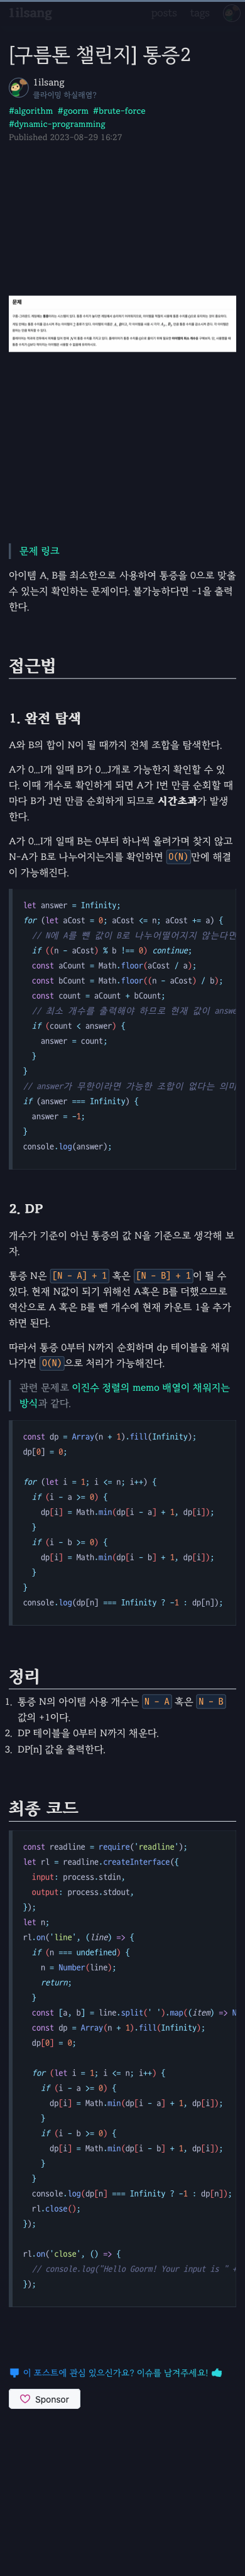 1ilsang
posts tags
[구름톤 챌린지] 통증2
1ilsang
클라이밍 하실래염?
#algorithm #goorm #brute-force
#dynamic-programming
Published 2023-08-29 16:27
문제
문제 링크
아이템 A, B를 최소한으로 사용하여 통증을 0으로 맞출
수 있는지 확인하는 문제이다. 불가능하다면 -1을 출력
한다.
접근법
1. 완전 탐색
A와 B의 합이 N이 될 때까지 전체 조합을 탐색한다.
A가 0...I개 일때 B가 0...J개로 가능한지 확인할 수 있
다. 이때 개수로 확인하게 되면 A가 I번 만큼 순회할 때
마다 B가 J번 만큼 순회하게 되므로 시간초과가 발생
한다.
A가 0...I개 일때 B는 0부터 하나씩 올려가며 찾지 않고
N-A가 B로 나누어지는지를 확인하면 O(N)만에 해결
이 가능해진다.
let answer = Infinity;
for (let aCost = 0; aCost <= n; aCost += a) {
// N에 A를 뺀 값이 B로 나누어떨어지지 않는다면
if ((n - aCost) % b !== 0) continue;
const aCount = Math.floor(aCost / a);
const bCount = Math.floor((n - aCost) / b);
const count = aCount + bCount;
// 최소 개수를 출력해야 하므로 현재 값이 answe
if (count < answer) {
answer = count;
}
}
// answer가 무한이라면 가능한 조합이 없다는 의미
if (answer === Infinity) {
answer = -1;
}
console.log(answer);
2. DP
개수가 기준이 아닌 통증의 값 N을 기준으로 생각해 보
자.
통증 N은 [N - A] + 1 혹은 [N - B] + 1이 될 수
있다. 현재 N값이 되기 위해선 A혹은 B를 더했으므로
역산으로 A 혹은 B를 뺀 개수에 현재 카운트 1을 추가
하면 된다.
따라서 통증 0부터 N까지 순회하며 dp 테이블을 채워
나가면 O(N)으로 처리가 가능해진다.
관련 문제로 이진수 정렬의 memo 배열이 채워지는
방식과 같다.
const dp = Array(n + 1).fill(Infinity);
dp[0] = 0;
for (let i = 1; i <= n; i++) {
if (i - a >= 0) {
dp[i] = Math.min(dp[i - a] + 1, dp[i]);
}
if (i - b >= 0) {
dp[i] = Math.min(dp[i - b] + 1, dp[i]);
}
}
console.log(dp[n] === Infinity ? -1 : dp[n]);
정리
1. 통증 N의 아이템 사용 개수는 N - A 혹은 N - B
값의 +1이다.
2. DP 테이블을 0부터 N까지 채운다.
3. DP[n] 값을 출력한다.
최종 코드
const readline = require('readline');
let rl = readline.createInterface({
input: process.stdin,
output: process.stdout,
});
let n;
rl.on('line', (line) => {
if (n === undefined) {
n = Number(line);
return;
}
const [a, b] = line.split(' ').map((item) => N
const dp = Array(n + 1).fill(Infinity);
dp[0] = 0;
for (let i = 1; i <= n; i++) {
if (i - a >= 0) {
dp[i] = Math.min(dp[i - a] + 1, dp[i]);
}
if (i - b >= 0) {
dp[i] = Math.min(dp[i - b] + 1, dp[i]);
}
}
console.log(dp[n] === Infinity ? -1 : dp[n]);
rl.close();
});
rl.on('close', () => {
// console.log("Hello Goorm! Your input is " +
});
이 포스트에 관심 있으신가요? 이슈를 남겨주세요!
Sponsor